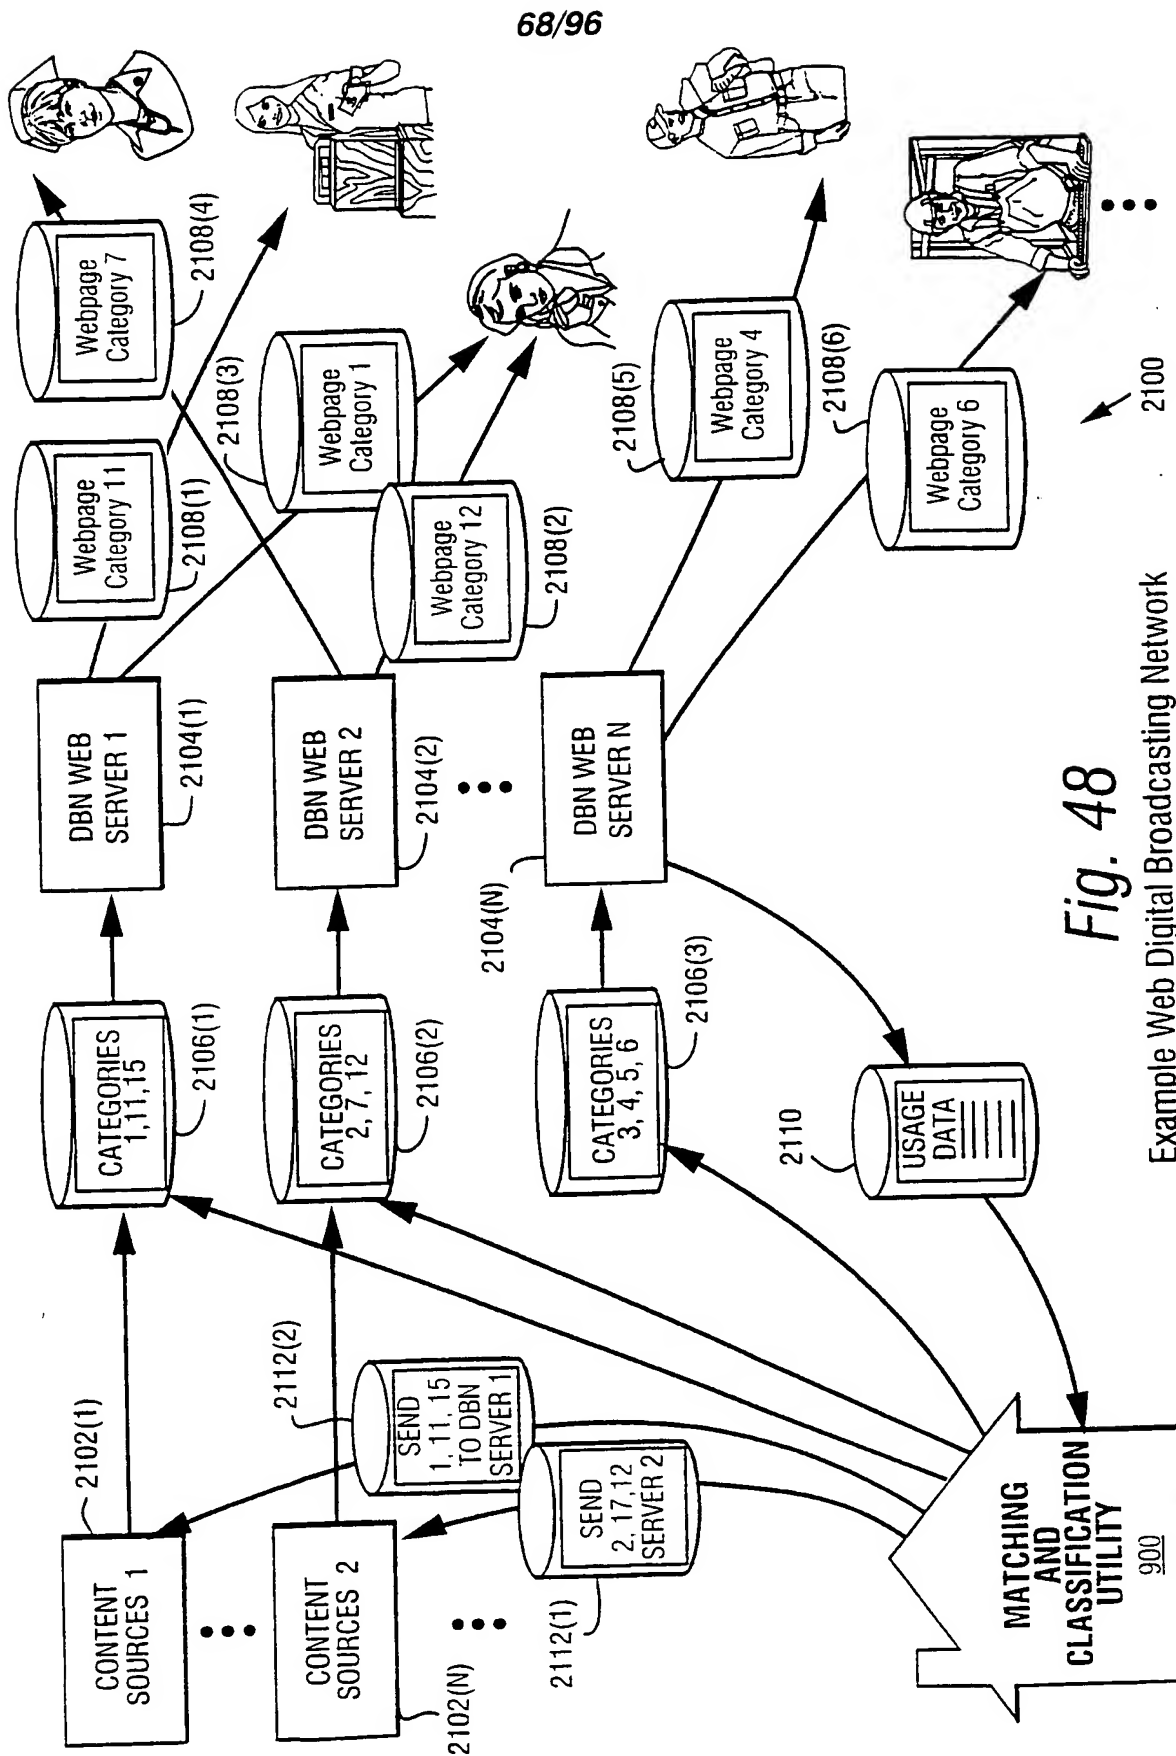 68/96
CONTENT
SOURCES 1
2102(1)
CONTENT
SOURCES 2
2102(N)
SEND
1, 11, 15
TO DBN
SERVER 1
2112(2)
SEND
2, 17,12
SERVER 2
2112(1)
MATCHING
AND
CLASSIFICATION
UTILITY
900
CATEGORIES
1,11,15
2106(1)
CATEGORIES
2, 7, 12
2106(2)
CATEGORIES
3, 4, 5, 6
2106(3)
2110
USAGE
DATA
DBN WEB
SERVER 1
2104(1)
DBN WEB
SERVER 2
2104(2)
DBN WEB
SERVER N
2104(N)
Webpage
Category 11
2108(1)
Webpage
Category 7
2108(4)
Webpage
Category 1
2108(3)
Webpage
Category 12
2108(2)
Webpage
Category 4
2108(5)
Webpage
Category 6
2108(6)
2100
Fig. 48
Example Web Digital Broadcasting Network